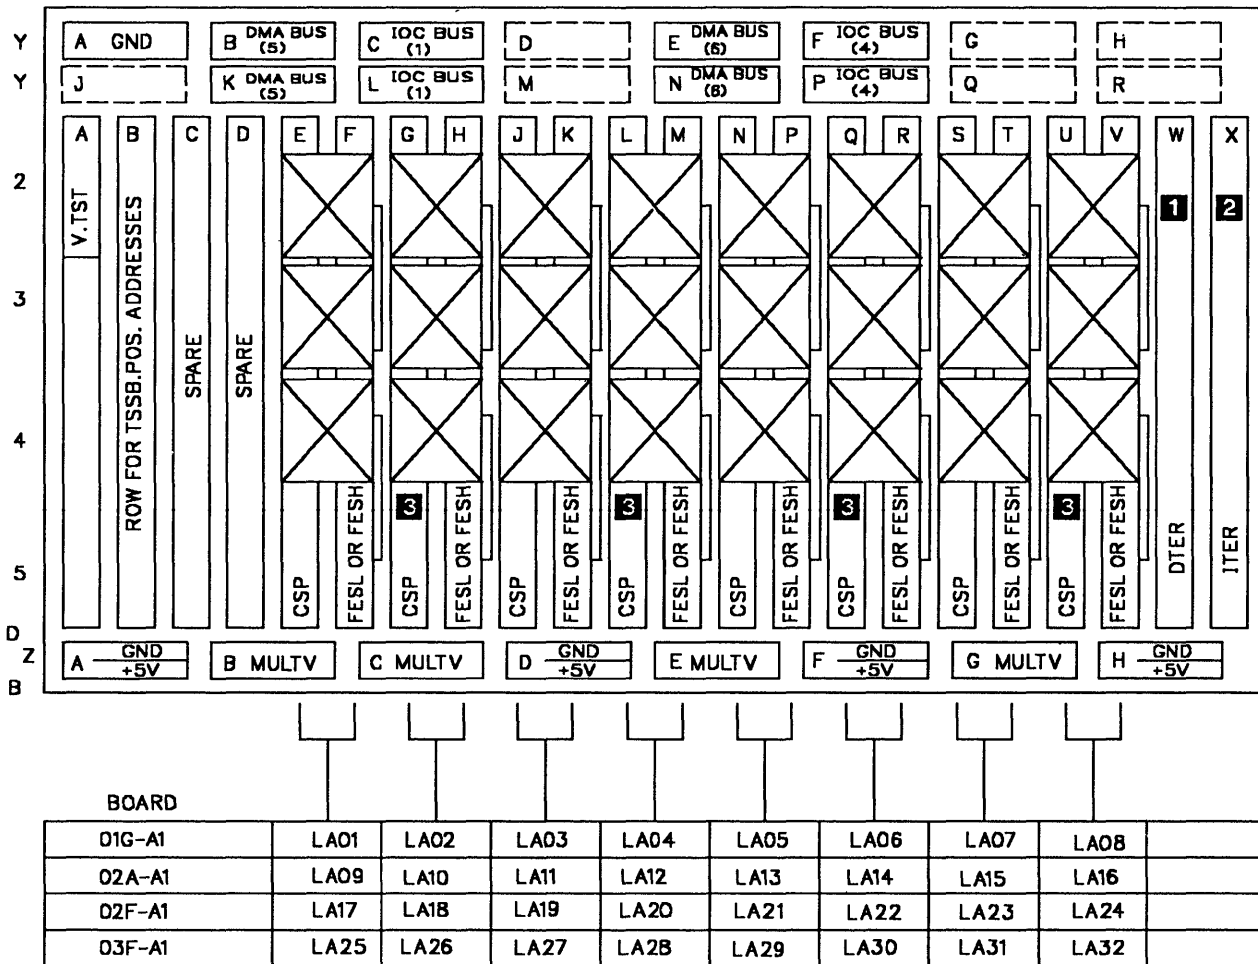 Y A GND B DMA BUS (5) C IOC BUS (1) D E DMA BUS (6) F IOC BUS (4) G H
Y J K DMA BUS (5) L IOC BUS (1) M N DMA BUS (6) P IOC BUS (4) Q R
A B C D E F G H J K L M N P Q R S T U V W X
2 1 2
V.TST
ROW FOR TSSB.POS. ADDRESSES
3
SPARE
SPARE
4
3 3 3 3
5
CSP
FESL OR FESH
CSP
FESL OR FESH
CSP
FESL OR FESH
CSP
FESL OR FESH
CSP
FESL OR FESH
CSP
FESL OR FESH
CSP
FESL OR FESH
CSP
FESL OR FESH
DTER
ITER
D
Z A GND +5V B MULTV C MULTV D GND +5V E MULTV F GND +5V G MULTV H GND +5V
B
BOARD
01G-A1 LA01 LA02 LA03 LA04 LA05 LA06 LA07 LA08
02A-A1 LA09 LA10 LA11 LA12 LA13 LA14 LA15 LA16
02F-A1 LA17 LA18 LA19 LA20 LA21 LA22 LA23 LA24
03F-A1 LA25 LA26 LA27 LA28 LA29 LA30 LA31 LA32